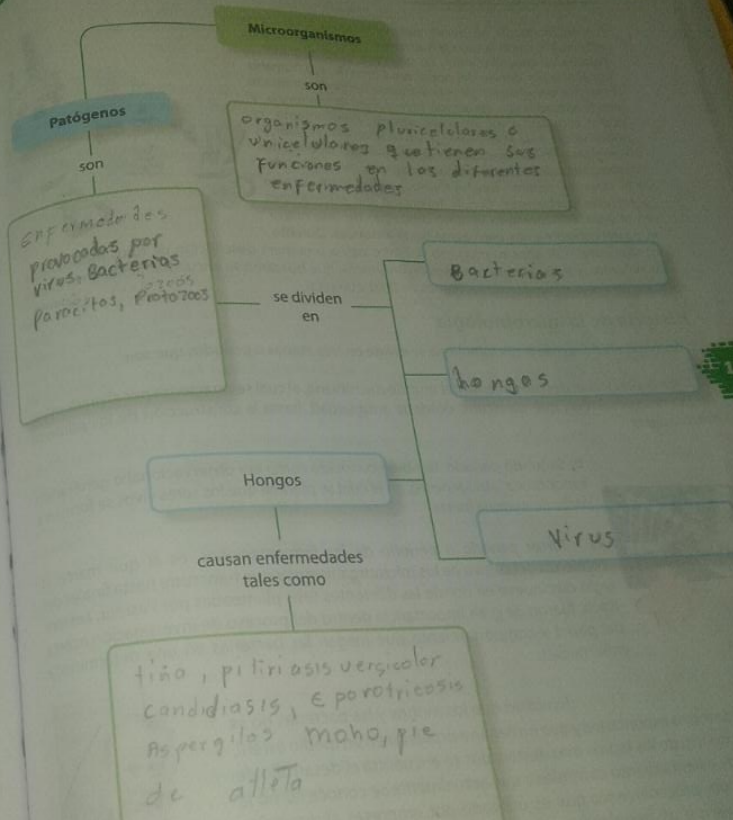 Microorganismos
son
organismos pluricelulares o
unicelulares que tienen sus
funciones en las diferentes
enfermedades
Patógenos
son
enfermedades
provocadas por
virus, Bacterias
paracitos, Protozoos
se dividen
en
Bacterias
hongos
Hongos
Virus
causan enfermedades
tales como
tiña, pitiriasis versicolor
candidiasis, Esporotricosis
Aspergilos moho, pie
de atleta
1